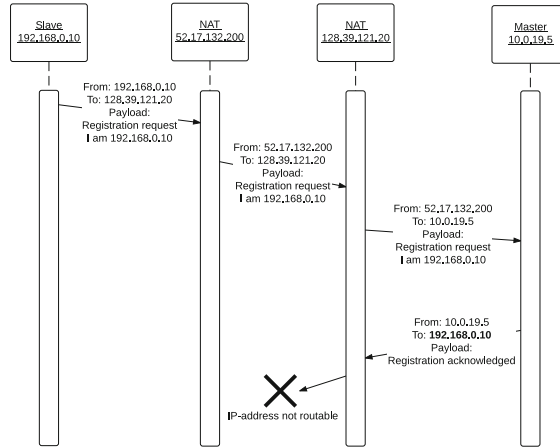 Slave
192.168.0.10
NAT
52.17.132.200
NAT
128.39.121.20
Master
10.0.19.5
From: 192.168.0.10
To: 128.39.121.20
Payload:
Registration request
I am 192.168.0.10
From: 52.17.132.200
To: 128.39.121.20
Payload:
Registration request
I am 192.168.0.10
From: 52.17.132.200
To: 10.0.19.5
Payload:
Registration request
I am 192.168.0.10
From: 10.0.19.5
To: 192.168.0.10
Payload:
Registration acknowledged
IP-address not routable